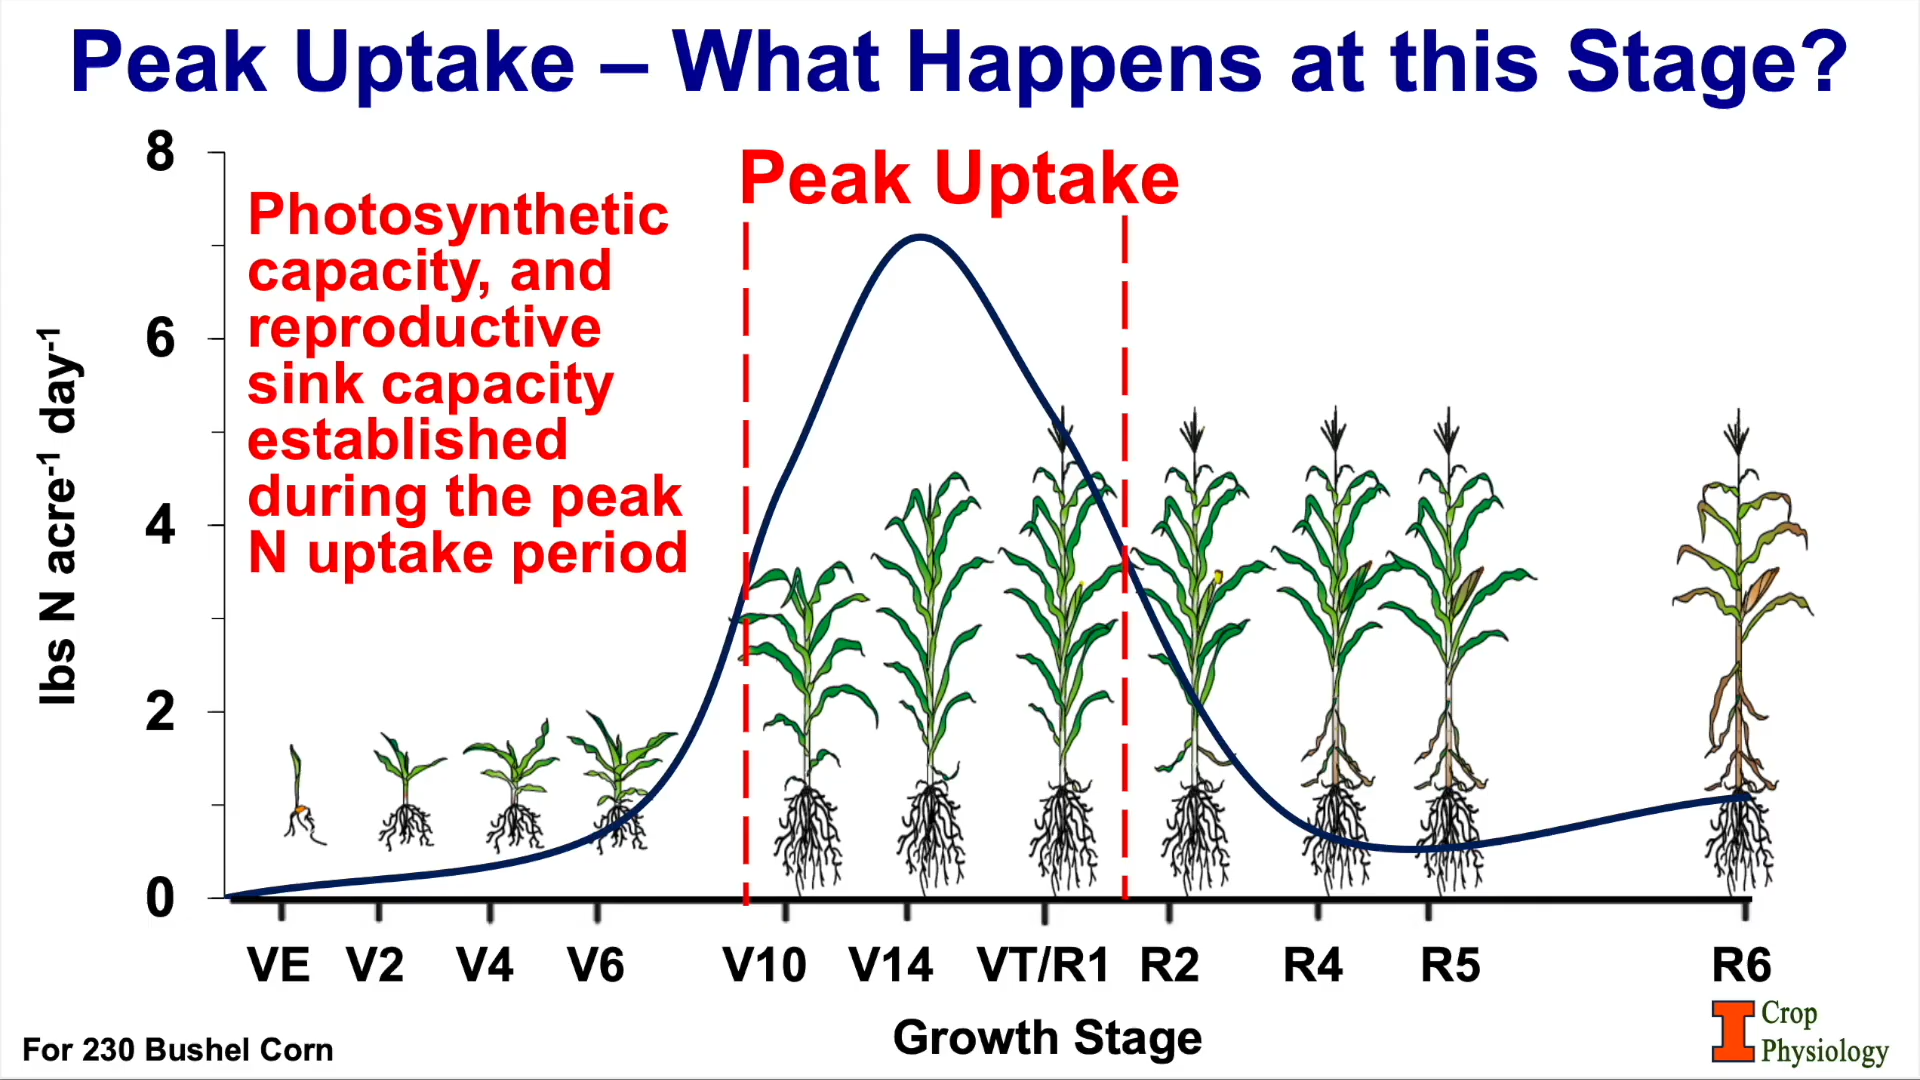 Peak Uptake – What Happens at this Stage?
Peak Uptake
Photosynthetic
capacity, and
reproductive
sink capacity
established
during the peak
N uptake period
lbs N acre⁻¹ day⁻¹
8
6
4
2
0
VE V2 V4 V6 V10 V14 VT/R1 R2 R4 R5 R6
Growth Stage
For 230 Bushel Corn
I
Crop
Physiology